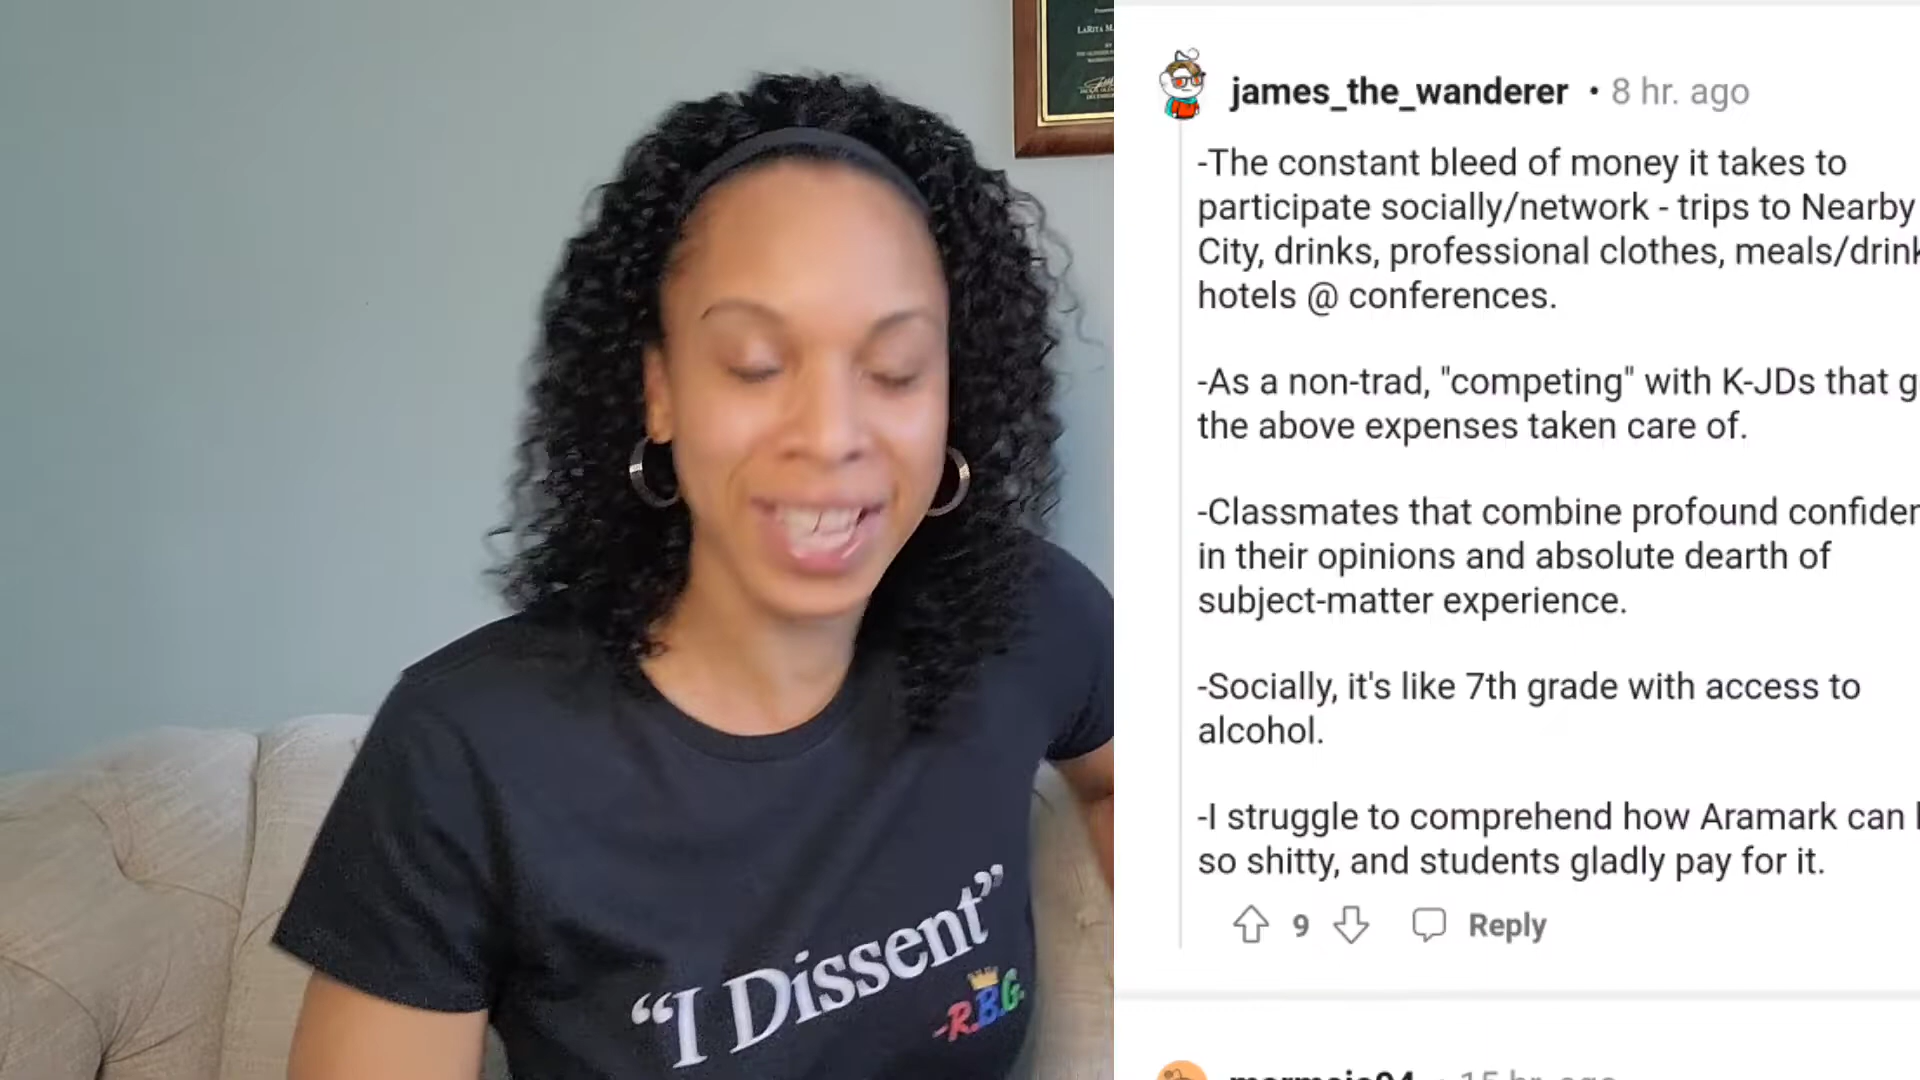 LARITA M
james_the_wanderer • 8 hr. ago
-The constant bleed of money it takes to
participate socially/network - trips to Nearby
City, drinks, professional clothes, meals/drink
hotels @ conferences.
-As a non-trad, "competing" with K-JDs that g
the above expenses taken care of.
-Classmates that combine profound confiden
in their opinions and absolute dearth of
subject-matter experience.
-Socially, it's like 7th grade with access to
alcohol.
-I struggle to comprehend how Aramark can
so shitty, and students gladly pay for it.
9 Reply
“I Dissent”
-R.B.G.